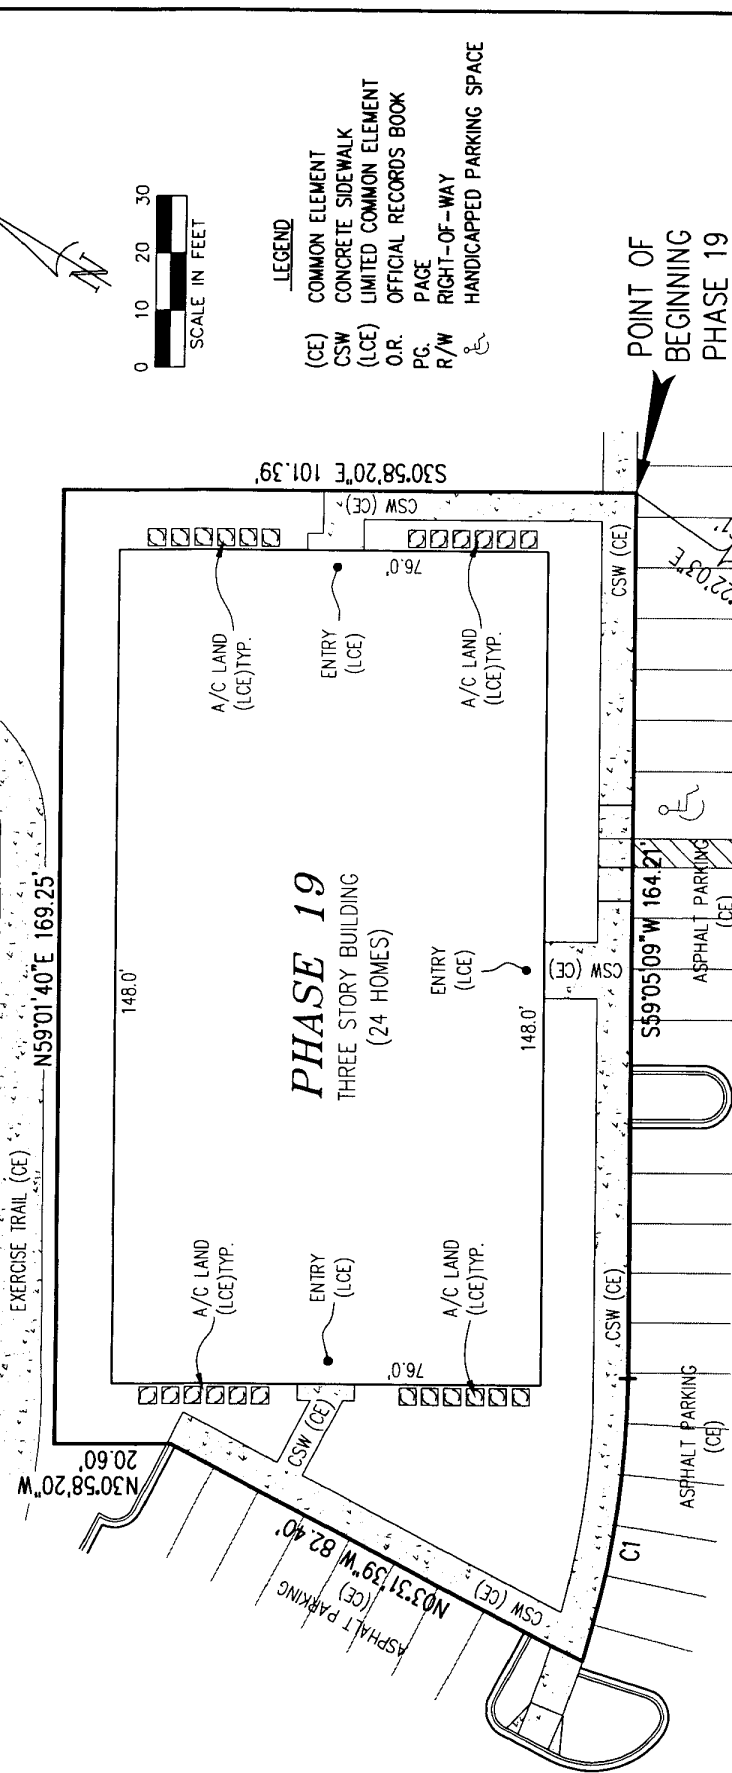 N
0 10 20 30
SCALE IN FEET
LEGEND
(CE) COMMON ELEMENT
CSW CONCRETE SIDEWALK
(LCE) LIMITED COMMON ELEMENT
O.R. OFFICIAL RECORDS BOOK
PG. PAGE
R/W RIGHT-OF-WAY
HANDICAPPED PARKING SPACE
POINT OF
BEGINNING
PHASE 19
EXERCISE TRAIL (CE)
N59°01'40"E 169.25'
S30°58'20"E 101.39'
N30°58'20"W
20.60'
N03°31'39"W 82.40'
S59°05'09"W 164.21'
°22'03"E
7.'
C1
148.0'
148.0'
76.0'
76.0'
PHASE 19
THREE STORY BUILDING
(24 HOMES)
A/C LAND
(LCE)TYP.
ENTRY
(LCE)
A/C LAND
(LCE)TYP.
A/C LAND
(LCE)TYP.
ENTRY
(LCE)
A/C LAND
(LCE)TYP.
ENTRY
(LCE)
CSW (CE)
CSW (CE)
CSW (CE)
CSW (CE)
CSW (CE)
CSW (CE)
ASPHALT PARKING
(CE)
ASPHALT PARKING
(CE)
ASPHALT PARKING
(CE)